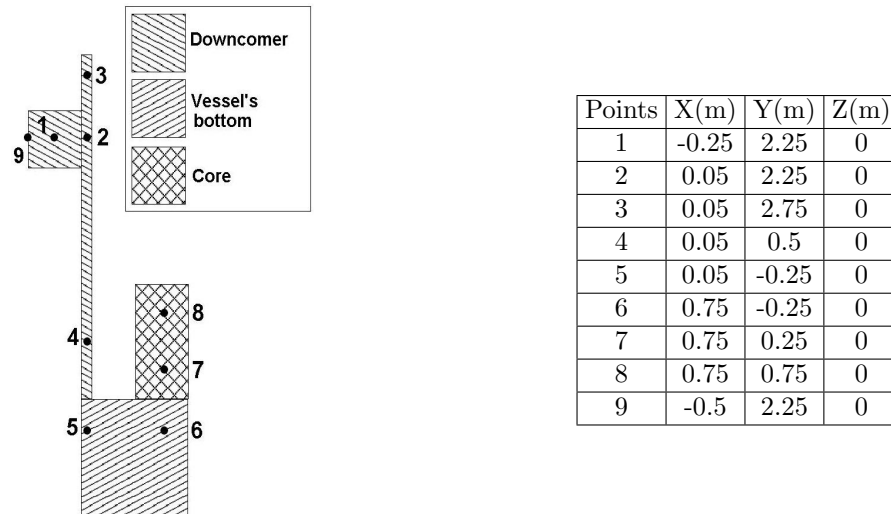 Downcomer
Vessel's
bottom
Core
3
1
2
9
8
4
7
5
6
Points X(m) Y(m) Z(m)
1 -0.25 2.25 0
2 0.05 2.25 0
3 0.05 2.75 0
4 0.05 0.5 0
5 0.05 -0.25 0
6 0.75 -0.25 0
7 0.75 0.25 0
8 0.75 0.75 0
9 -0.5 2.25 0